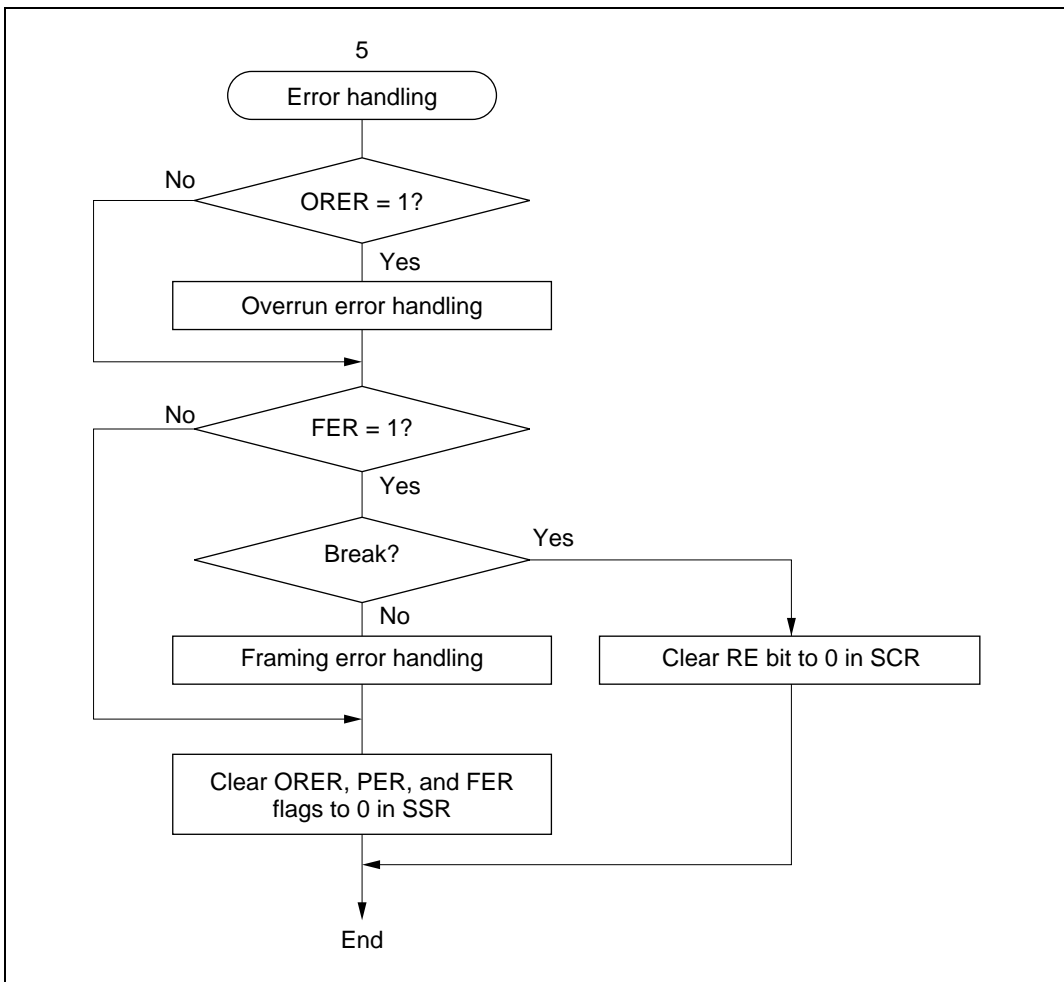 5
Error handling
No
ORER = 1?
Yes
Overrun error handling
No
FER = 1?
Yes
Break?
Yes
No
Framing error handling
Clear RE bit to 0 in SCR
Clear ORER, PER, and FER
flags to 0 in SSR
End